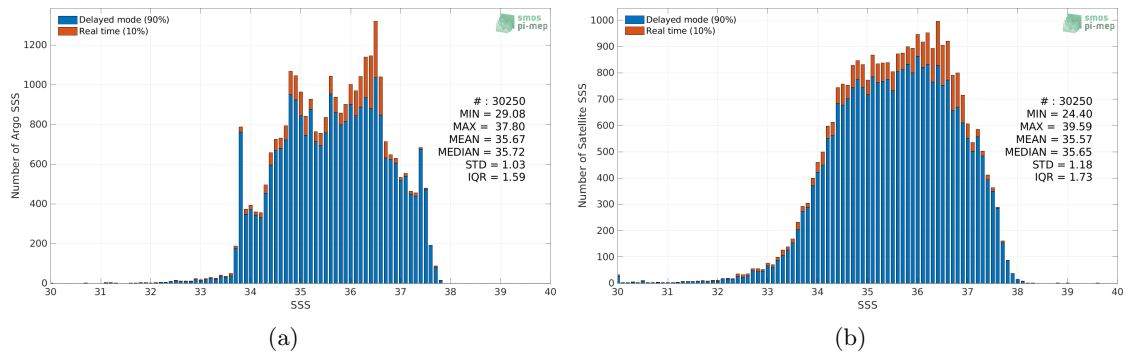 Delayed mode (90%)
Real time (10%)
smos
pi-mep
Number of Argo SSS
1200
1000
800
600
400
200
0
# : 30250
MIN = 29.08
MAX = 37.80
MEAN = 35.67
MEDIAN = 35.72
STD = 1.03
IQR = 1.59
30 31 32 33 34 35 36 37 38 39 40
SSS
(a)
Delayed mode (90%)
Real time (10%)
smos
pi-mep
Number of Satellite SSS
1000
900
800
700
600
500
400
300
200
100
0
# : 30250
MIN = 24.40
MAX = 39.59
MEAN = 35.57
MEDIAN = 35.65
STD = 1.18
IQR = 1.73
30 31 32 33 34 35 36 37 38 39 40
SSS
(b)